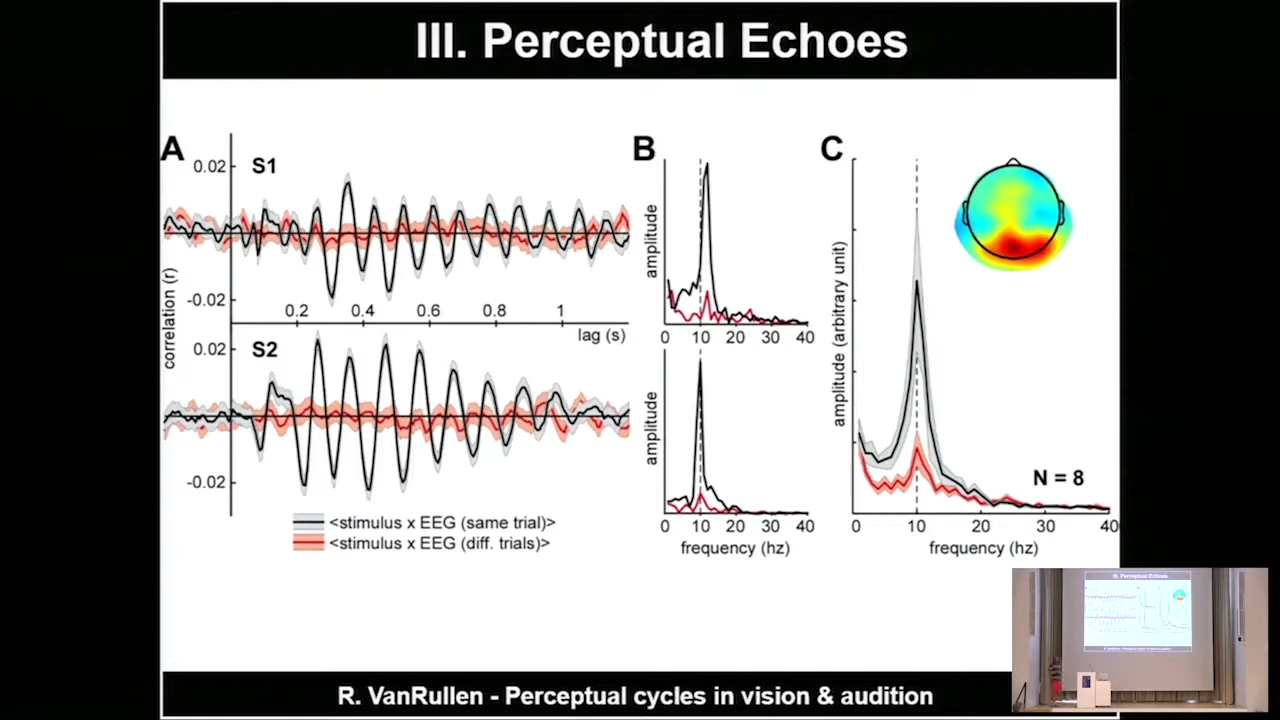 III. Perceptual Echoes
A
S1
0.02
-0.02
correlation (r)
0.2
0.4
0.6
0.8
1
lag (s)
S2
0.02
-0.02
<stimulus x EEG (same trial)>
<stimulus x EEG (diff. trials)>
B
amplitude
0 10 20 30 40
amplitude
0 10 20 30 40
frequency (hz)
C
amplitude (arbitrary unit)
N = 8
0 10 20 30 40
frequency (hz)
III. Perceptual Echoes
R. VanRullen - Perceptual cycles in vision & audition